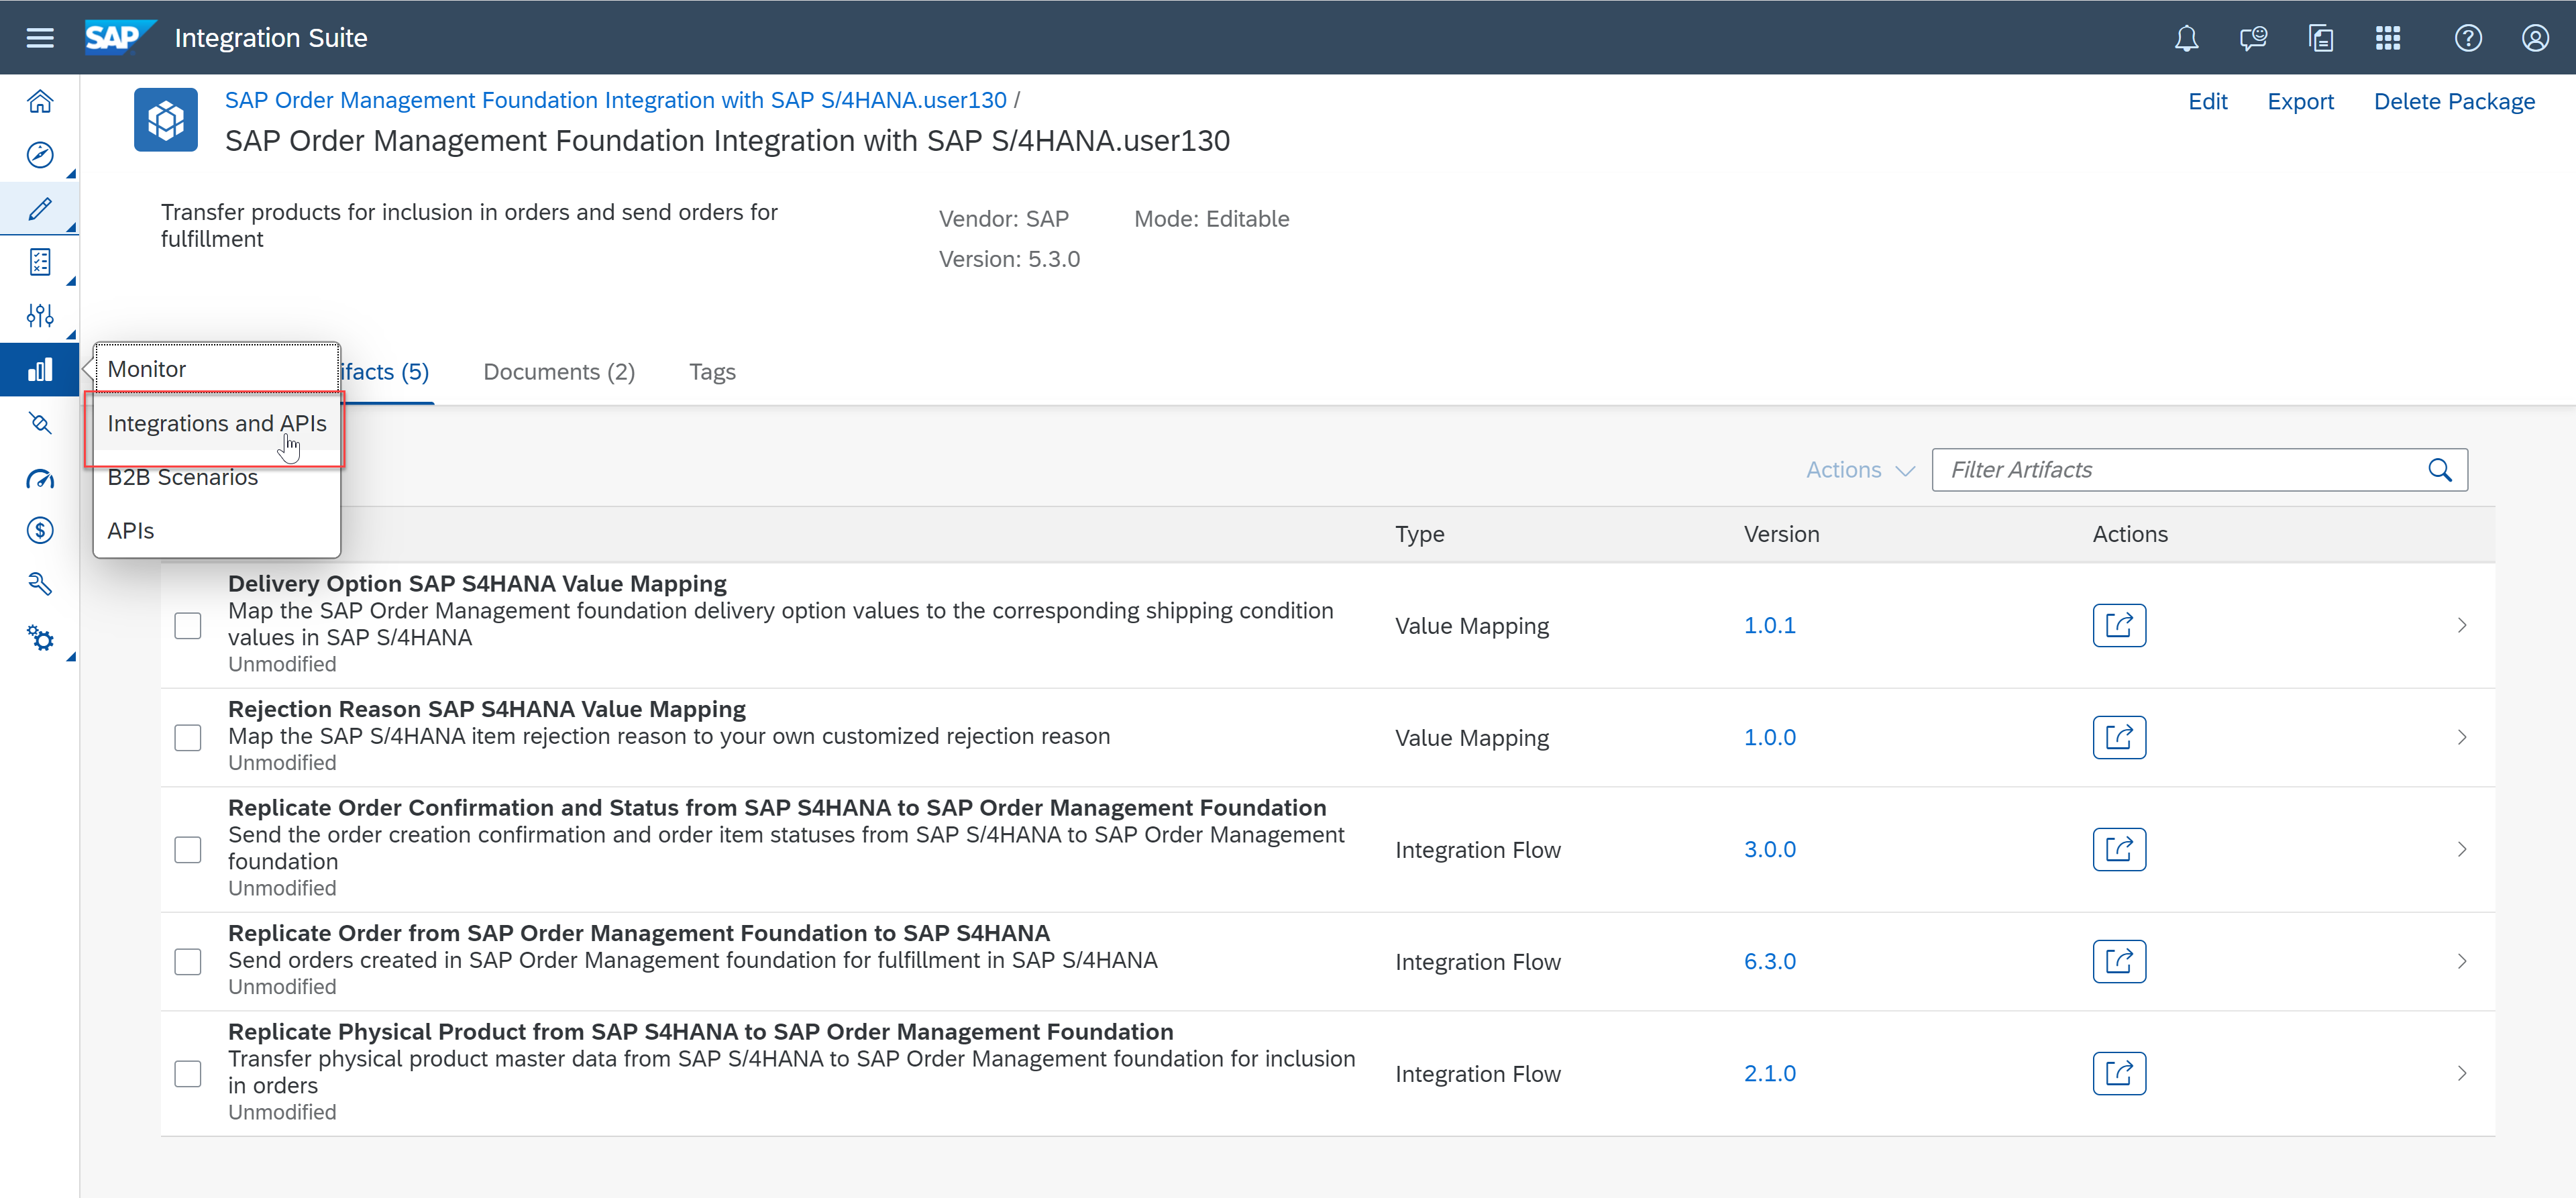 SAP Integration Suite
SAP Order Management Foundation Integration with SAP S/4HANA.user130 /
Edit Export Delete Package
SAP Order Management Foundation Integration with SAP S/4HANA.user130
Transfer products for inclusion in orders and send orders for
fulfillment
Vendor: SAP Mode: Editable
Version: 5.3.0
Monitor
Integrations and APIs
B2B Scenarios
APIs
ifacts (5) Documents (2) Tags
Actions Filter Artifacts
Type Version Actions
Delivery Option SAP S4HANA Value Mapping
Map the SAP Order Management foundation delivery option values to the corresponding shipping condition
values in SAP S/4HANA
Unmodified
Value Mapping 1.0.1
Rejection Reason SAP S4HANA Value Mapping
Map the SAP S/4HANA item rejection reason to your own customized rejection reason
Unmodified
Value Mapping 1.0.0
Replicate Order Confirmation and Status from SAP S4HANA to SAP Order Management Foundation
Send the order creation confirmation and order item statuses from SAP S/4HANA to SAP Order Management
foundation
Unmodified
Integration Flow 3.0.0
Replicate Order from SAP Order Management Foundation to SAP S4HANA
Send orders created in SAP Order Management foundation for fulfillment in SAP S/4HANA
Unmodified
Integration Flow 6.3.0
Replicate Physical Product from SAP S4HANA to SAP Order Management Foundation
Transfer physical product master data from SAP S/4HANA to SAP Order Management foundation for inclusion
in orders
Unmodified
Integration Flow 2.1.0